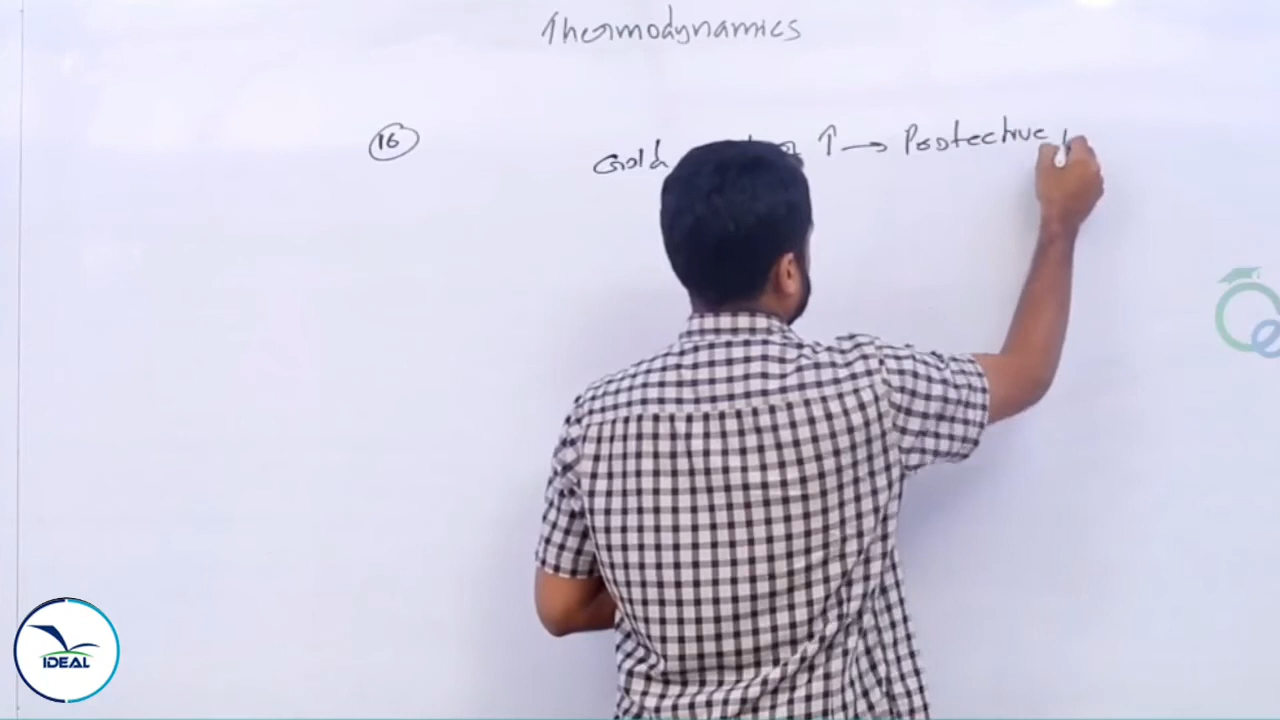 Thermodynamics
16 Gold ↑ → Protective
IDEAL